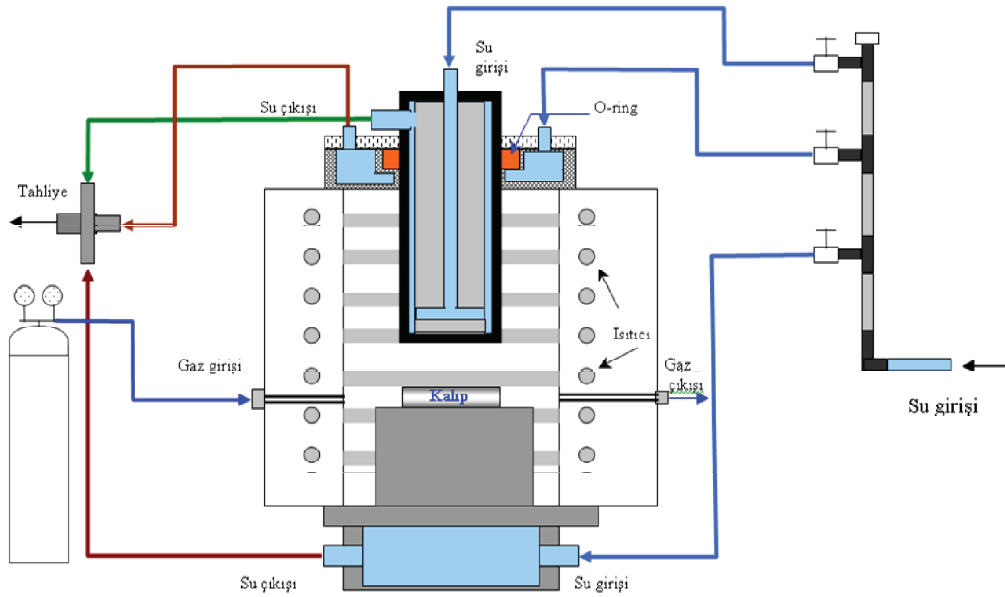 Su
girişi
Su çıkışı
O-ring
Tahliye
Gaz girişi
Isıtıcı
Gaz
çıkışı
Kalıp
Su girişi
Su çıkışı
Su girişi